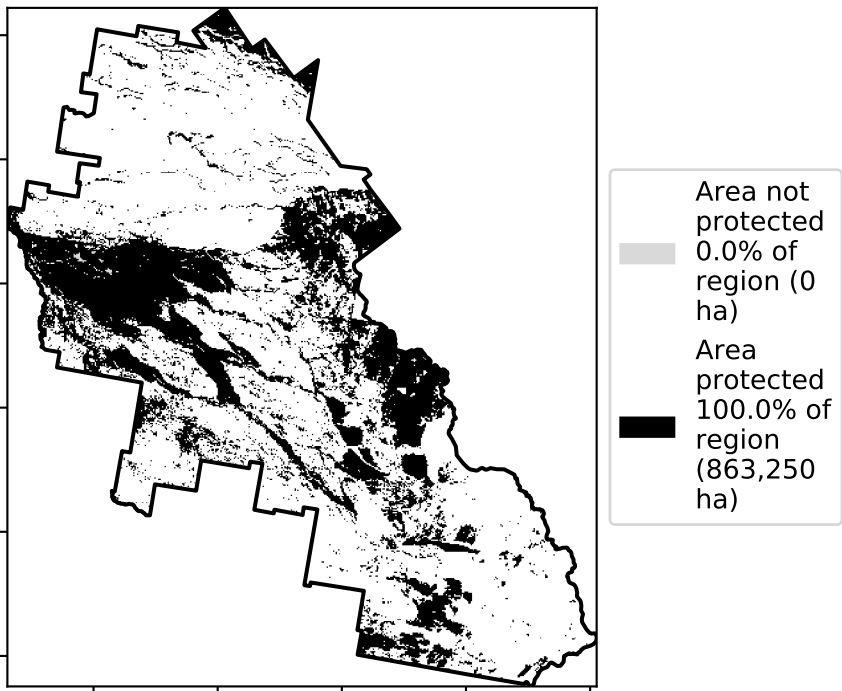 Area not
protected
0.0% of
region (0
ha)
Area
protected
100.0% of
region
(863,250
ha)